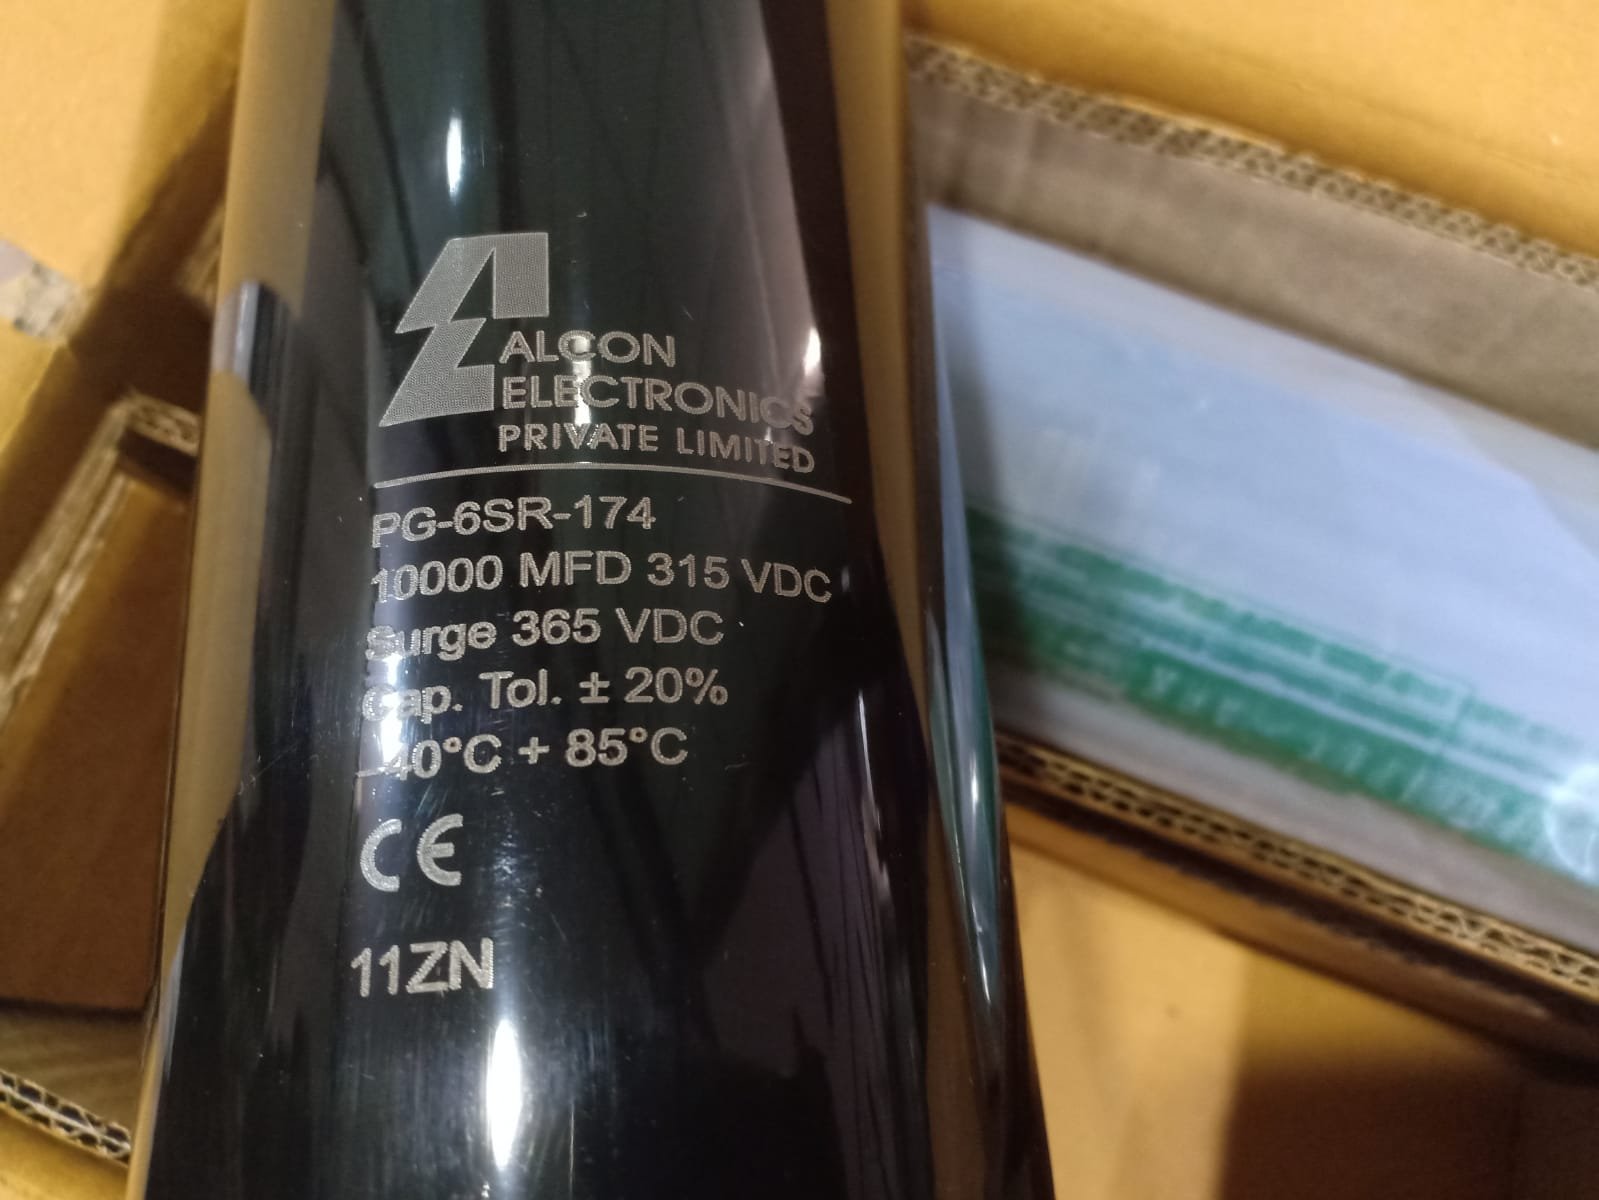 ALCON
ELECTRONICS
PRIVATE LIMITED
PG-6SR-174
10000 MFD 315 VDC
Surge 365 VDC
Cap. Tol. ± 20%
-40°C + 85°C
CE
11ZN